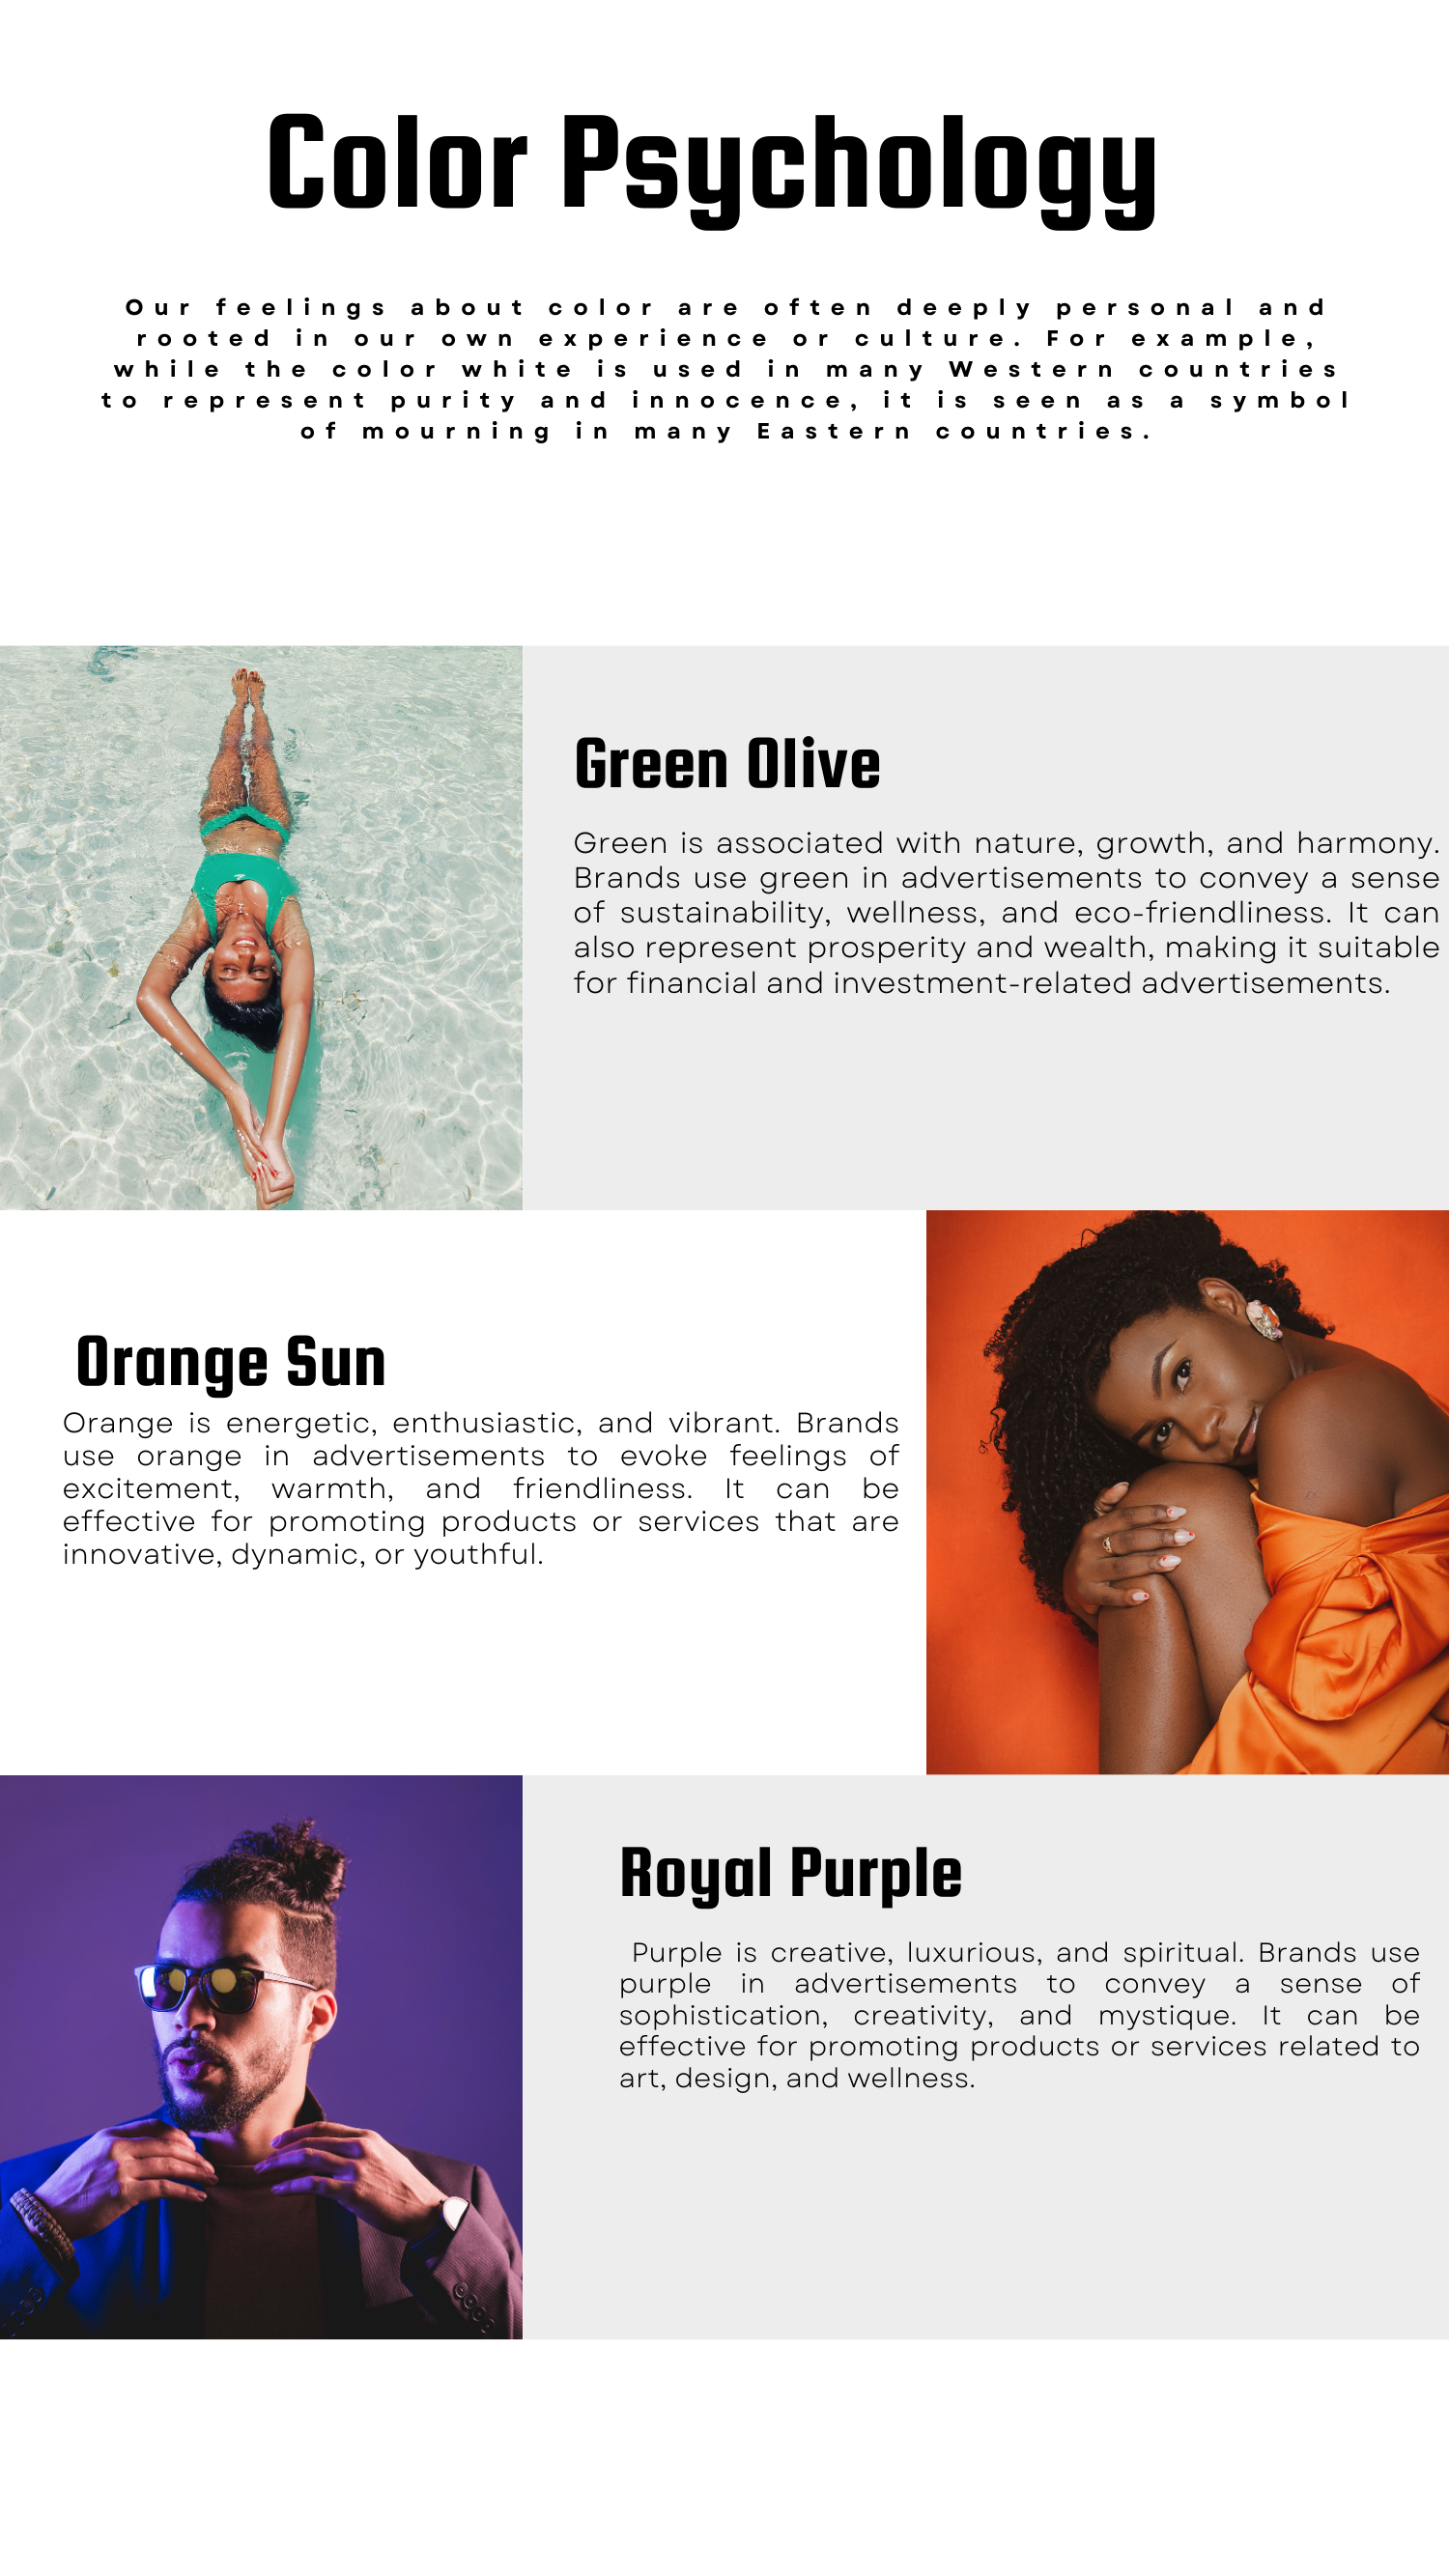 Color Psychology
Our feelings about color are often deeply personal and
rooted in our own experience or culture. For example,
while the color white is used in many Western countries
to represent purity and innocence, it is seen as a symbol
of mourning in many Eastern countries.
Green Olive
Green is associated with nature, growth, and harmony.
Brands use green in advertisements to convey a sense
of sustainability, wellness, and eco-friendliness. It can
also represent prosperity and wealth, making it suitable
for financial and investment-related advertisements.
Orange Sun
Orange is energetic, enthusiastic, and vibrant. Brands
use orange in advertisements to evoke feelings of
excitement, warmth, and friendliness. It can be
effective for promoting products or services that are
innovative, dynamic, or youthful.
Royal Purple
Purple is creative, luxurious, and spiritual. Brands use
purple in advertisements to convey a sense of
sophistication, creativity, and mystique. It can be
effective for promoting products or services related to
art, design, and wellness.